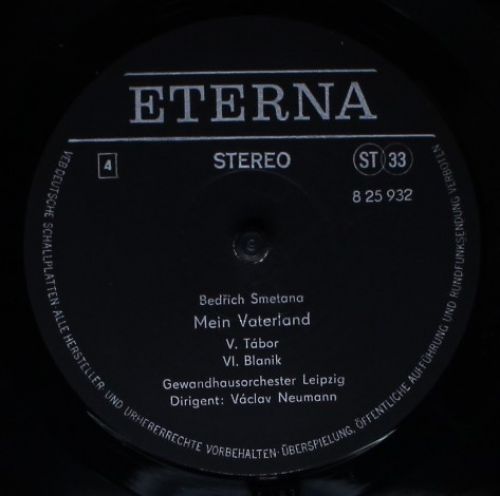 ETERNA
4
STEREO
ST 33
8 25 932
Bedřich Smetana
Mein Vaterland
V. Tábor
VI. Blanik
Gewandhausorchester Leipzig
Dirigent: Václav Neumann
VEB DEUTSCHE SCHALLPLATTEN ALLE HERSTELLER- UND URHEBERRECHTE VORBEHALTEN · ÜBERSPIELUNG, ÖFFENTLICHE AUFFÜHRUNG UND RUNDFUNKSENDUNG VERBOTEN